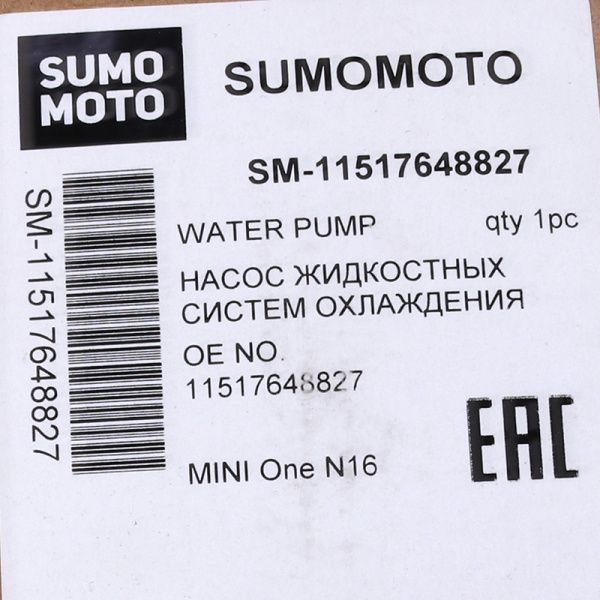 SUMO
MOTO
SUMOMOTO
SM-11517648827
SM-11517648827
WATER PUMP qty 1pc
НАСОС ЖИДКОСТНЫХ
СИСТЕМ ОХЛАЖДЕНИЯ
OE NO.
11517648827
MINI One N16
EAC